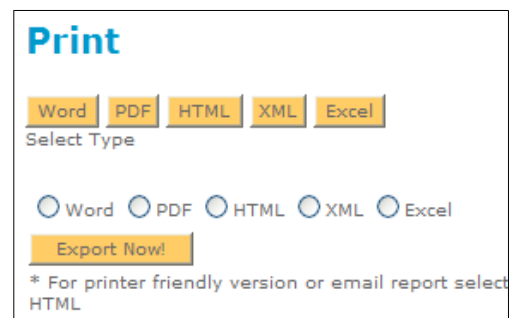 Print
Word PDF HTML XML Excel
Select Type
Word PDF HTML XML Excel
Export Now!
* For printer friendly version or email report select
HTML